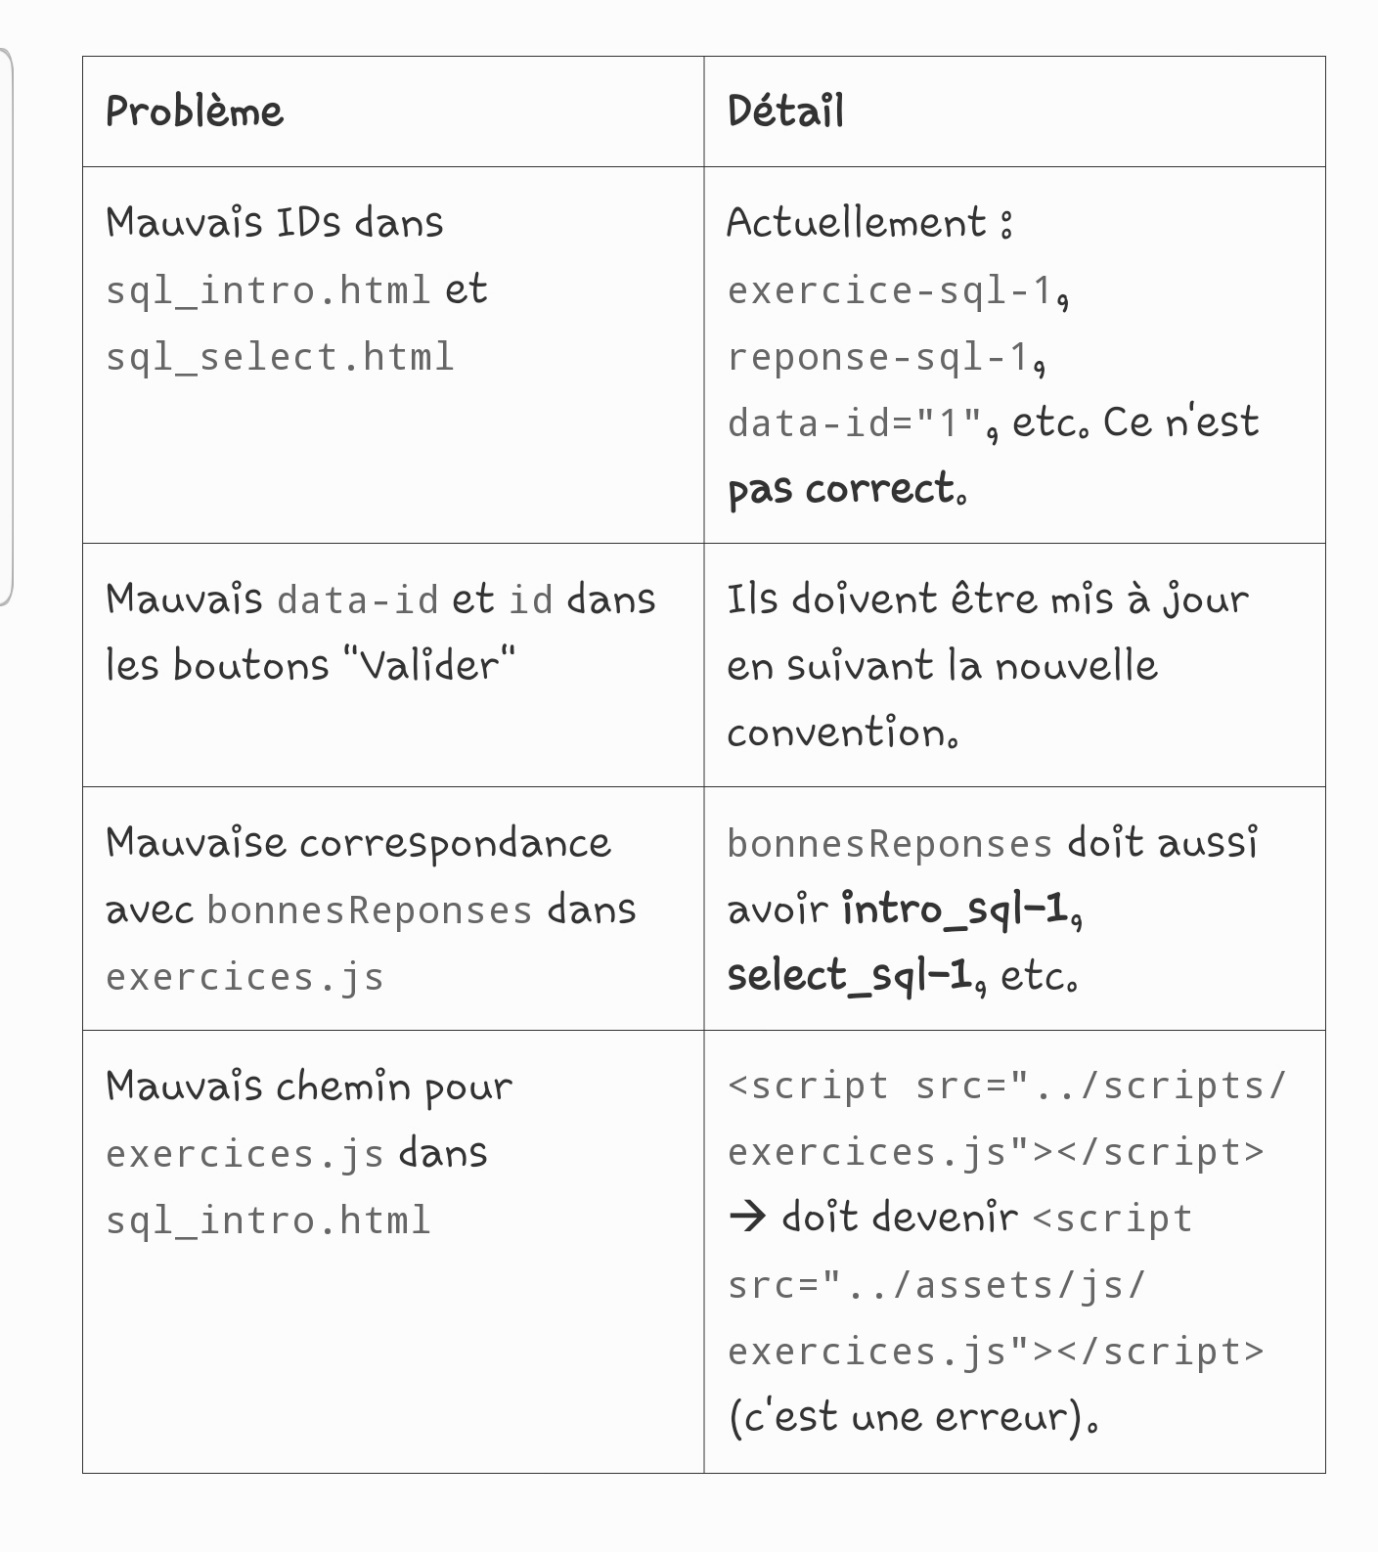 Problème
Détail
Mauvais IDs dans
sql_intro.html et
sql_select.html
Actuellement :
exercice-sql-1,
reponse-sql-1,
data-id="1", etc. Ce n'est
pas correct.
Mauvais data-id et id dans
les boutons "Valider"
Ils doivent être mis à jour
en suivant la nouvelle
convention.
Mauvaise correspondance
avec bonnesReponses dans
exercices.js
bonnesReponses doit aussi
avoir intro_sql-1,
select_sql-1, etc.
Mauvais chemin pour
exercices.js dans
sql_intro.html
<script src="../scripts/
exercices.js"></script>
→ doit devenir <script
src="../assets/js/
exercices.js"></script>
(c'est une erreur).